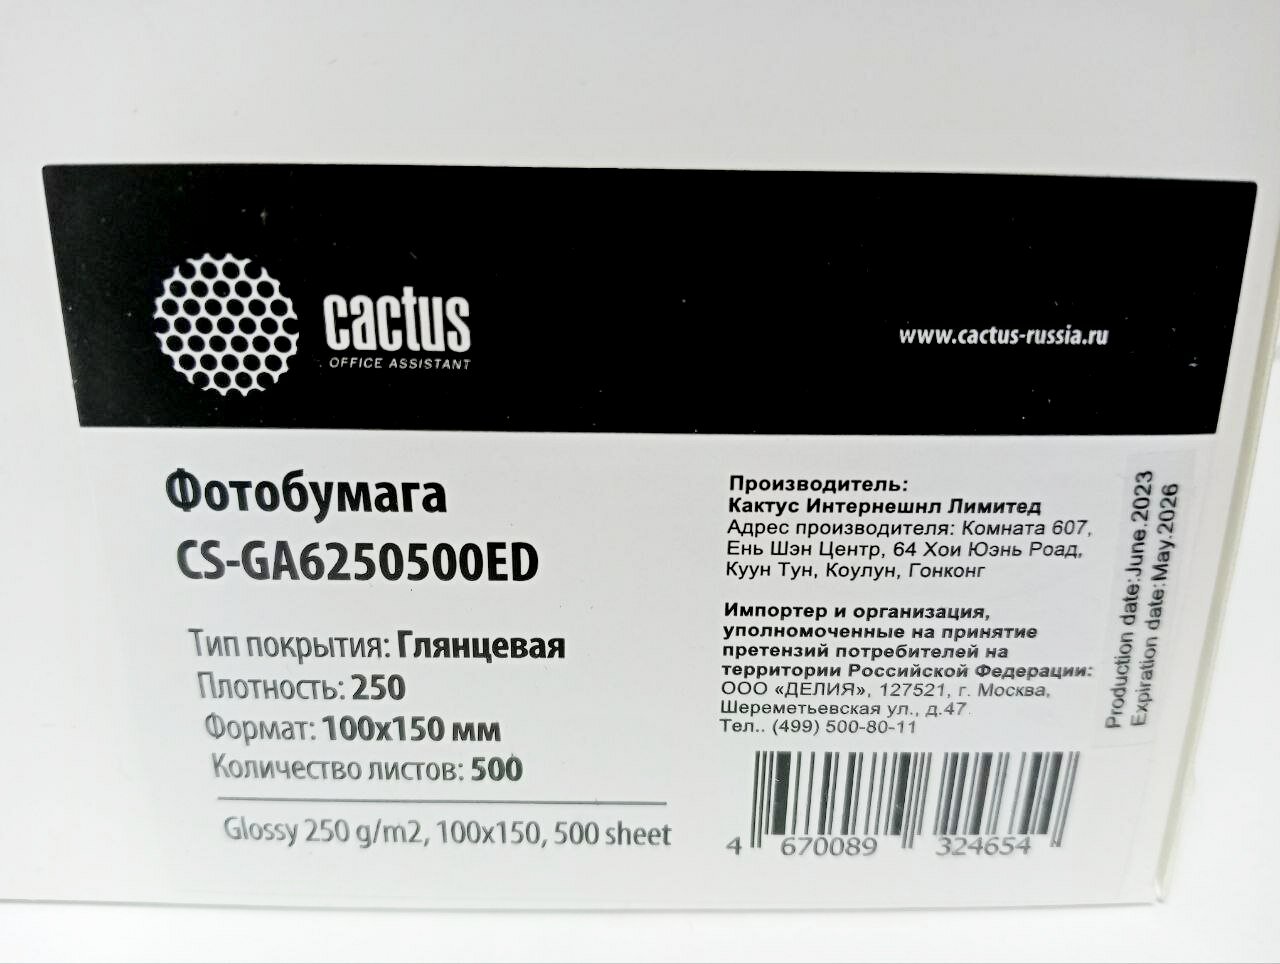 cactus
OFFICE ASSISTANT
www.cactus-russia.ru
Фотобумага
CS-GA6250500ED
Тип покрытия: Глянцевая
Плотность: 250
Формат: 100x150 мм
Количество листов: 500
Glossy 250 g/m2, 100x150, 500 sheet
Производитель:
Кактус Интернешнл Лимитед
Адрес производителя: Комната 607,
Ень Шэн Центр, 64 Хои Юэнь Роад,
Куун Тун, Коулун, Гонконг
Импортер и организация,
уполномоченные на принятие
претензий потребителей на
территории Российской Федерации:
ООО «ДЕЛИЯ», 127521, г. Москва,
Шереметьевская ул., д.47.
Тел.. (499) 500-80-11
4 670089 324654
Production date:June.2023
Expiration date:May.2026